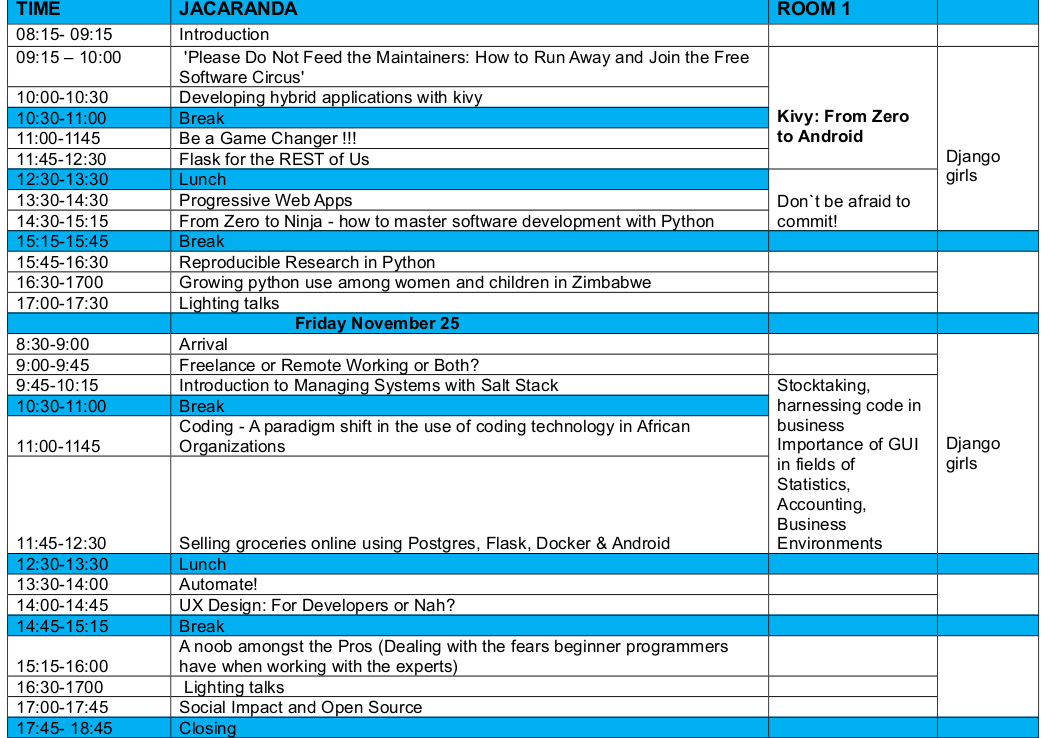 TIME JACARANDA ROOM 1
08:15- 09:15 Introduction
09:15 – 10:00 'Please Do Not Feed the Maintainers: How to Run Away and Join the Free
Software Circus'
10:00-10:30 Developing hybrid applications with kivy
10:30-11:00 Break
Kivy: From Zero
to Android
11:00-1145 Be a Game Changer !!!
11:45-12:30 Flask for the REST of Us
Django
girls
12:30-13:30 Lunch
13:30-14:30 Progressive Web Apps
Don`t be afraid to
commit!
14:30-15:15 From Zero to Ninja - how to master software development with Python
15:15-15:45 Break
15:45-16:30 Reproducible Research in Python
16:30-1700 Growing python use among women and children in Zimbabwe
17:00-17:30 Lighting talks
Friday November 25
8:30-9:00 Arrival
9:00-9:45 Freelance or Remote Working or Both?
9:45-10:15 Introduction to Managing Systems with Salt Stack
Stocktaking,
harnessing code in
business
Importance of GUI
in fields of
Statistics,
Accounting,
Business
Environments
Django
girls
10:30-11:00 Break
Coding - A paradigm shift in the use of coding technology in African
11:00-1145 Organizations
11:45-12:30 Selling groceries online using Postgres, Flask, Docker & Android
12:30-13:30 Lunch
13:30-14:00 Automate!
14:00-14:45 UX Design: For Developers or Nah?
14:45-15:15 Break
A noob amongst the Pros (Dealing with the fears beginner programmers
15:15-16:00 have when working with the experts)
16:30-1700 Lighting talks
17:00-17:45 Social Impact and Open Source
17:45- 18:45 Closing